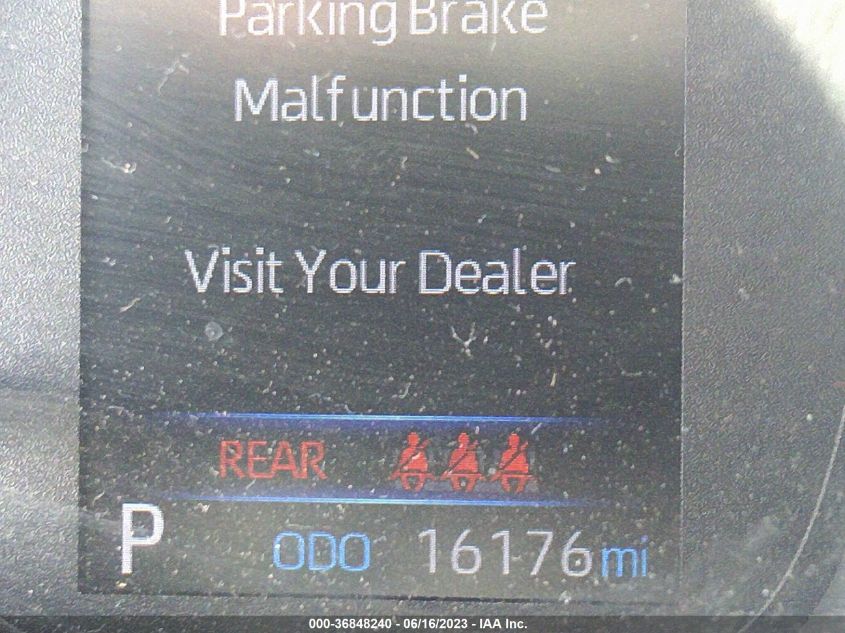 Parking Brake
Malfunction
Visit Your Dealer
REAR
P ODO 16176 mi
000-36848240 - 06/16/2023 - IAA Inc.